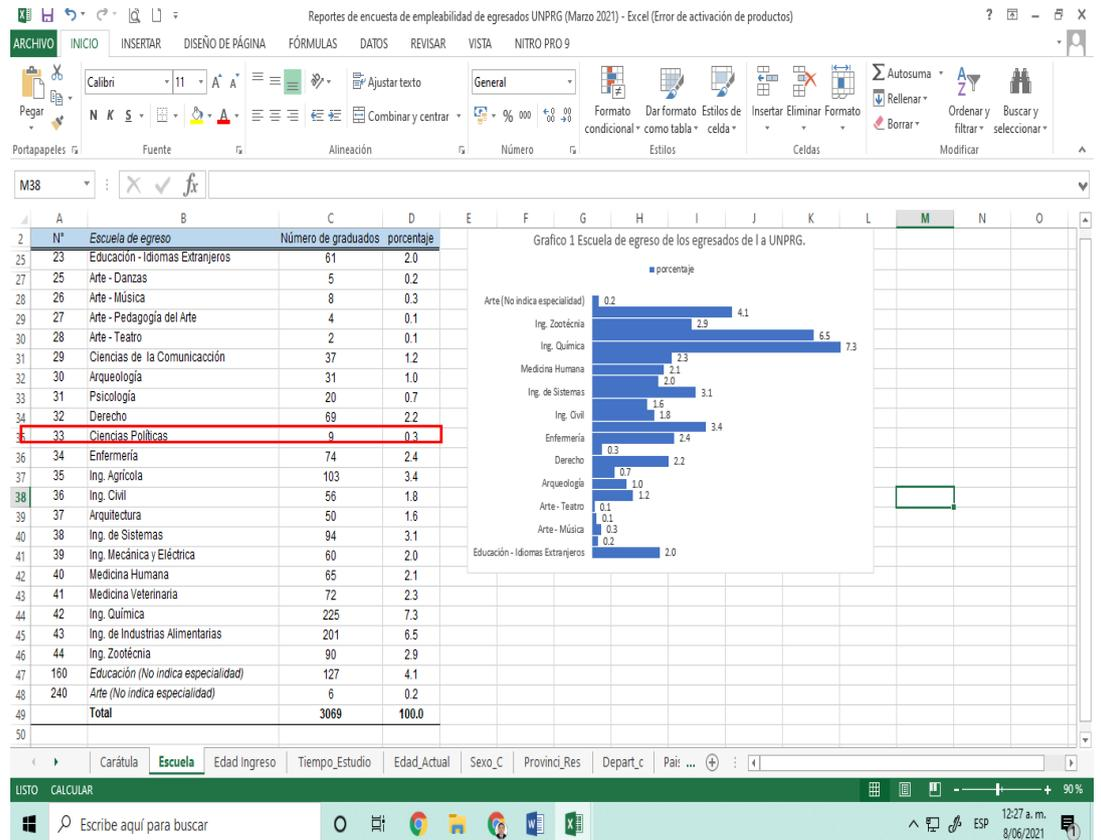 Reportes de encuesta de empleabilidad de egresados UNPRG (Marzo 2021) - Excel (Error de activación de productos)
ARCHIVO INICIO INSERTAR DISEÑO DE PÁGINA FÓRMULAS DATOS REVISAR VISTA NITRO PRO 9
Pegar
Calibri 11
N K S
Ajustar texto
Combinar y centrar
General
% 000
Formato condicional
Dar formato como tabla
Estilos de celda
Insertar Eliminar Formato
Autosuma
Rellenar
Borrar
Ordenar y filtrar
Buscar y seleccionar
Portapapeles Fuente Alineación Número Estilos Celdas Modificar
M38 fx
A B C D E F G H I J K L M N O
2 N° Escuela de egreso Número de graduados porcentaje
25 23 Educación - Idiomas Extranjeros 61 2.0
27 25 Arte - Danzas 5 0.2
28 26 Arte - Música 8 0.3
29 27 Arte - Pedagogía del Arte 4 0.1
30 28 Arte - Teatro 2 0.1
31 29 Ciencias de la Comunicacción 37 1.2
32 30 Arqueología 31 1.0
33 31 Psicología 20 0.7
34 32 Derecho 69 2.2
35 33 Ciencias Políticas 9 0.3
36 34 Enfermería 74 2.4
37 35 Ing. Agrícola 103 3.4
38 36 Ing. Civil 56 1.8
39 37 Arquitectura 50 1.6
40 38 Ing. de Sistemas 94 3.1
41 39 Ing. Mecánica y Eléctrica 60 2.0
42 40 Medicina Humana 65 2.1
43 41 Medicina Veterinaria 72 2.3
44 42 Ing. Química 225 7.3
45 43 Ing. de Industrias Alimentarias 201 6.5
46 44 Ing. Zootécnia 90 2.9
47 160 Educación (No indica especialidad) 127 4.1
48 240 Arte (No indica especialidad) 6 0.2
49 Total 3069 100.0
50
Grafico 1 Escuela de egreso de los egresados de l a UNPRG.
porcentaje
Arte (No indica especialidad) 0.2
4.1
Ing. Zootécnia 2.9
6.5
Ing. Química 7.3
2.3
Medicina Humana 2.1
2.0
Ing. de Sistemas 3.1
1.6
Ing. Civil 1.8
3.4
Enfermería 2.4
0.3
Derecho 2.2
0.7
Arqueología 1.0
1.2
Arte - Teatro 0.1
0.1
Arte - Música 0.3
0.2
Educación - Idiomas Extranjeros 2.0
Carátula Escuela Edad Ingreso Tiempo_Estudio Edad_Actual Sexo_C Provinci_Res Depart_c Pai: ...
LISTO CALCULAR 90%
Escribe aquí para buscar
ESP
12:27 a. m.
8/06/2021
1